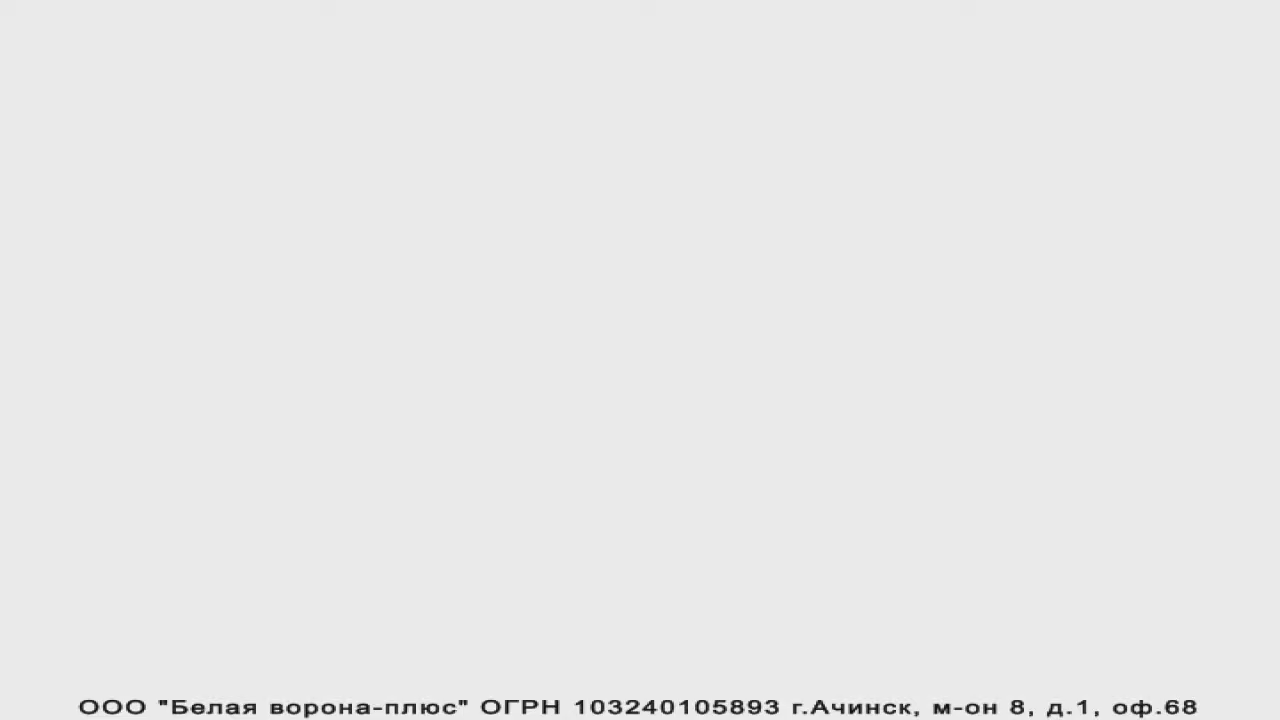 ООО "Белая ворона-плюс" ОГРН 103240105893 г.Ачинск, м-он 8, д.1, оф.68